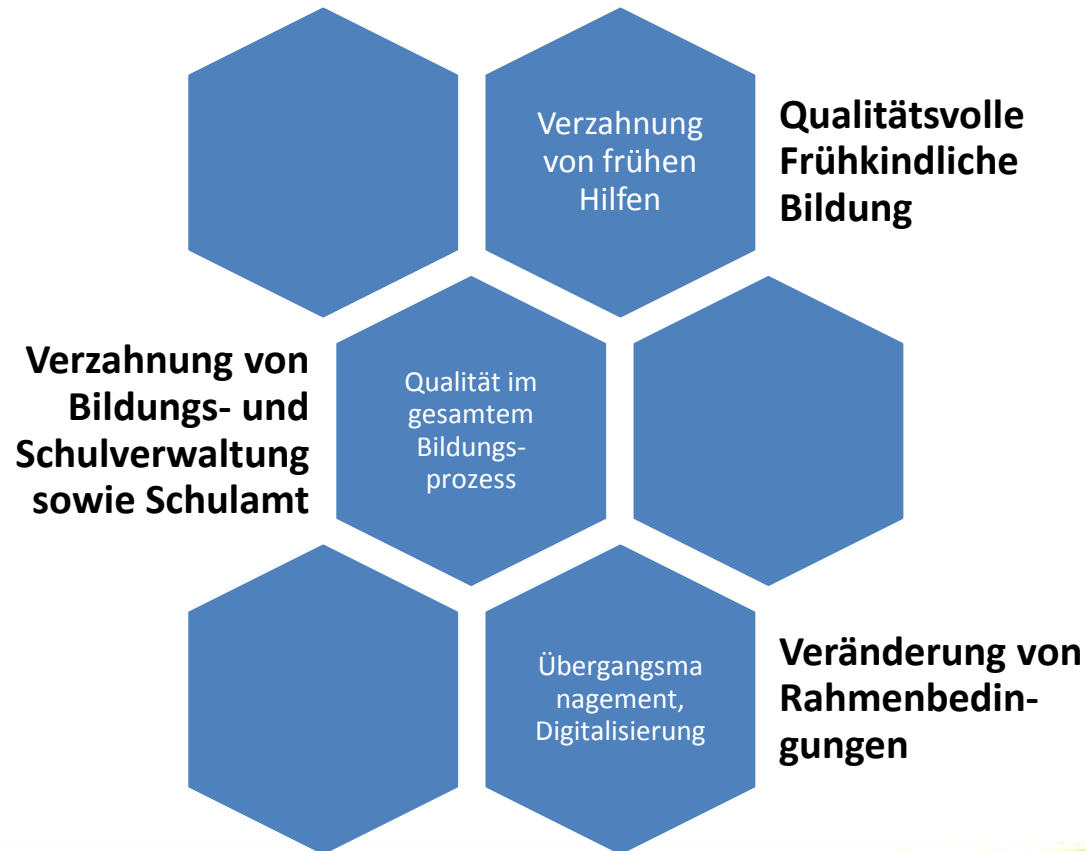 Verzahnung
von frühen
Hilfen
Qualitätsvolle
Frühkindliche
Bildung
Verzahnung von
Bildungs- und
Schulverwaltung
sowie Schulamt
Qualität im
gesamtem
Bildungs-
prozess
Übergangsma
nagement,
Digitalisierung
Veränderung von
Rahmenbedin-
gungen